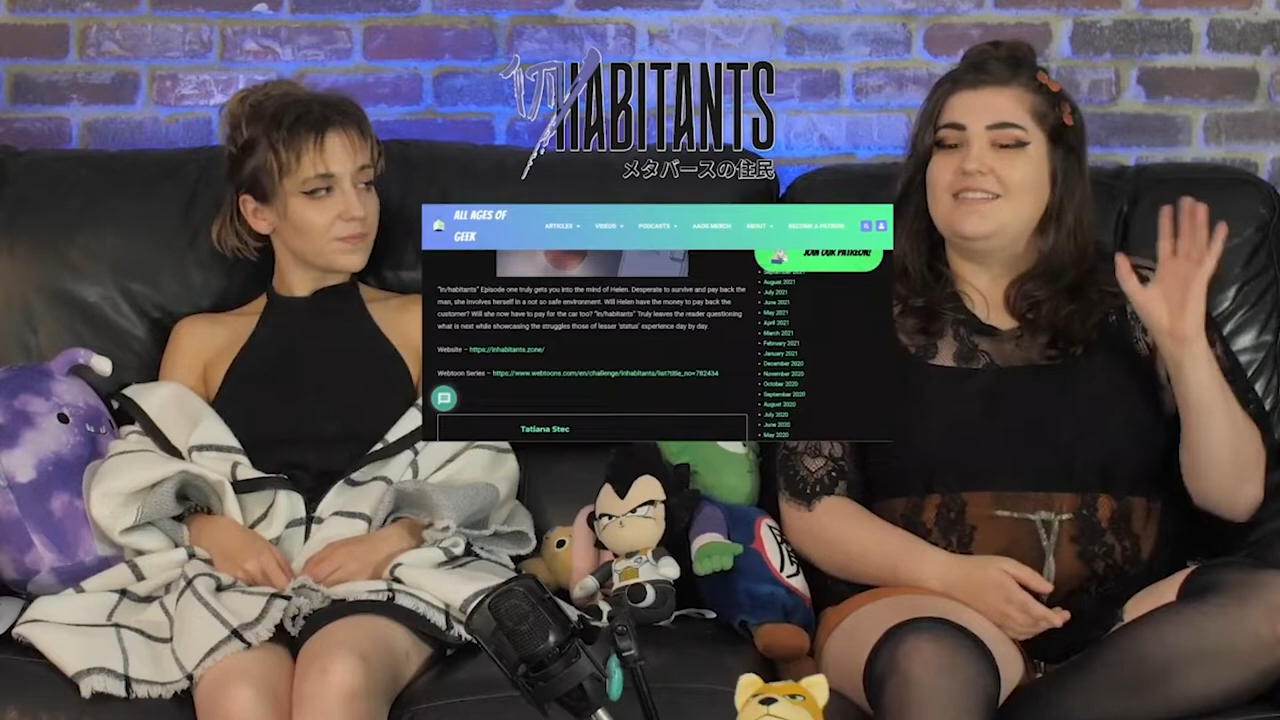 切/HABITANTS
メタバースの住民
ALL AGES OF
GEEK
ARTICLES
VIDEOS
PODCASTS
AAOG MERCH
ABOUT
BECOME A PATRON!
JOIN OUR PATREON!
"In/habitants" Episode one truly gets you into the mind of Helen. Desperate to survive and pay back the
man, she involves herself in a not so safe environment. Will Helen have the money to pay back the
customer? Will she now have to pay for the car too? "In/habitants" Truly leaves the reader questioning
what is next while showcasing the struggles those of lesser 'status' experience day by day.
Website – https://inhabitants.zone/
Webtoon Series – https://www.webtoons.com/en/challenge/inhabitants/list?title_no=782434
Tatiana Stec
September 2021
August 2021
July 2021
June 2021
May 2021
April 2021
March 2021
February 2021
January 2021
December 2020
November 2020
October 2020
September 2020
August 2020
July 2020
June 2020
May 2020